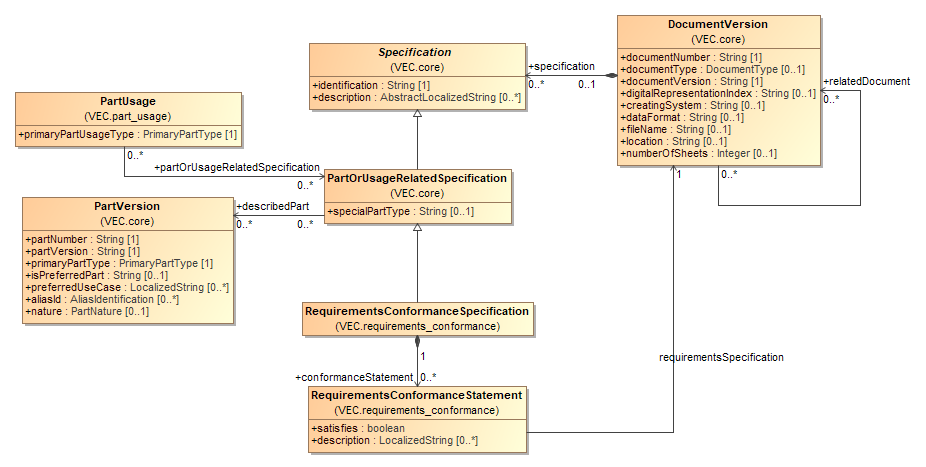 DocumentVersion
(VEC.core)
+documentNumber : String [1]
+documentType : DocumentType [0..1]
+documentVersion : String [1]
+digitalRepresentationIndex : String [0..1]
+creatingSystem : String [0..1]
+dataFormat : String [0..1]
+fileName : String [0..1]
+location : String [0..1]
+numberOfSheets : Integer [0..1]
Specification
(VEC.core)
+identification : String [1]
+description : AbstractLocalizedString [0..*]
+specification
0..*
0..1
+relatedDocument
0..*
0..*
1
PartUsage
(VEC.part_usage)
+primaryPartUsageType : PrimaryPartType [1]
0..*
+partOrUsageRelatedSpecification
0..*
PartOrUsageRelatedSpecification
(VEC.core)
+specialPartType : String [0..1]
+describedPart
0..*
0..*
PartVersion
(VEC.core)
+partNumber : String [1]
+partVersion : String [1]
+primaryPartType : PrimaryPartType [1]
+isPreferredPart : String [0..1]
+preferredUseCase : LocalizedString [0..*]
+aliasId : AliasIdentification [0..*]
+nature : PartNature [0..1]
RequirementsConformanceSpecification
(VEC.requirements_conformance)
1
requirementsSpecification
+conformanceStatement
0..*
RequirementsConformanceStatement
(VEC.requirements_conformance)
+satisfies : boolean
+description : LocalizedString [0..*]